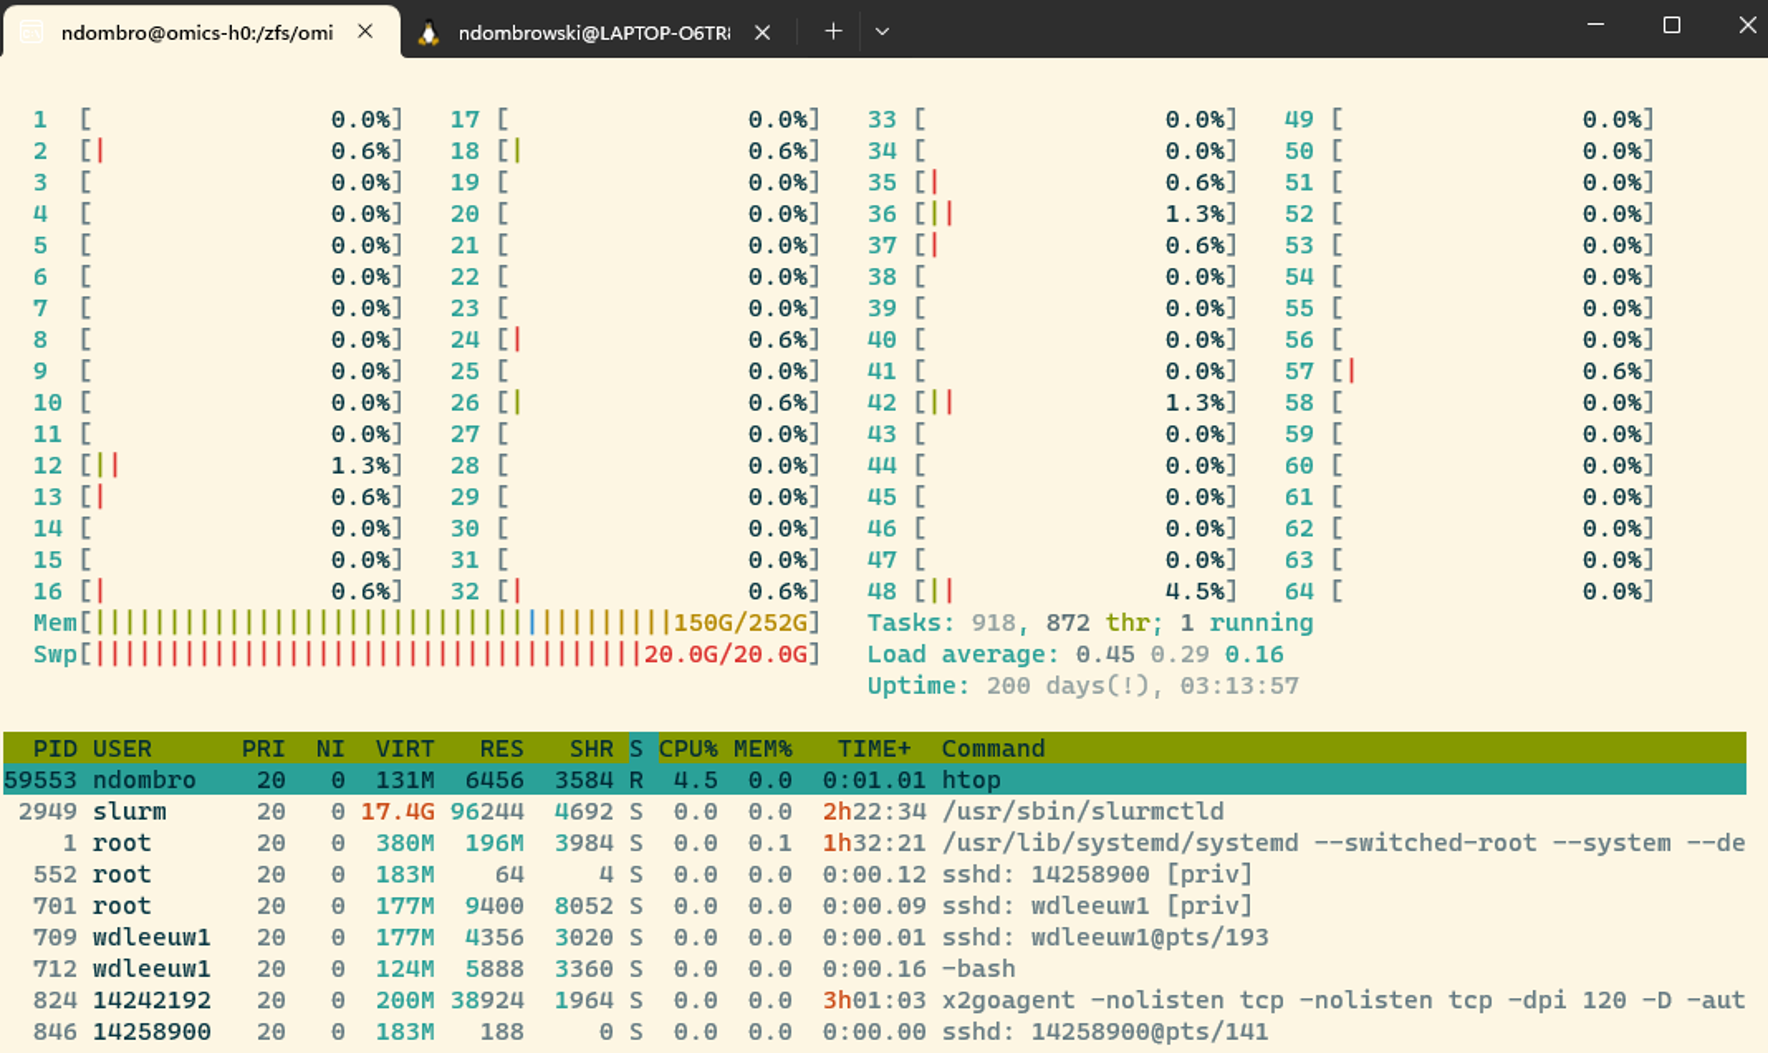 ndombro@omics-h0:/zfs/omi ndombrowski@LAPTOP-O6TR
1 [ 0.0%] 17 [ 0.0%] 33 [ 0.0%] 49 [ 0.0%]
2 [| 0.6%] 18 [| 0.6%] 34 [ 0.0%] 50 [ 0.0%]
3 [ 0.0%] 19 [ 0.0%] 35 [| 0.6%] 51 [ 0.0%]
4 [ 0.0%] 20 [ 0.0%] 36 [|| 1.3%] 52 [ 0.0%]
5 [ 0.0%] 21 [ 0.0%] 37 [| 0.6%] 53 [ 0.0%]
6 [ 0.0%] 22 [ 0.0%] 38 [ 0.0%] 54 [ 0.0%]
7 [ 0.0%] 23 [ 0.0%] 39 [ 0.0%] 55 [ 0.0%]
8 [ 0.0%] 24 [| 0.6%] 40 [ 0.0%] 56 [ 0.0%]
9 [ 0.0%] 25 [ 0.0%] 41 [ 0.0%] 57 [| 0.6%]
10 [ 0.0%] 26 [| 0.6%] 42 [|| 1.3%] 58 [ 0.0%]
11 [ 0.0%] 27 [ 0.0%] 43 [ 0.0%] 59 [ 0.0%]
12 [|| 1.3%] 28 [ 0.0%] 44 [ 0.0%] 60 [ 0.0%]
13 [| 0.6%] 29 [ 0.0%] 45 [ 0.0%] 61 [ 0.0%]
14 [ 0.0%] 30 [ 0.0%] 46 [ 0.0%] 62 [ 0.0%]
15 [ 0.0%] 31 [ 0.0%] 47 [ 0.0%] 63 [ 0.0%]
16 [| 0.6%] 32 [| 0.6%] 48 [|| 4.5%] 64 [ 0.0%]
Mem[|||||||||||||||||||||||||||||||||||||||150G/252G] Tasks: 918, 872 thr; 1 running
Swp[|||||||||||||||||||||||||||||||||||||20.0G/20.0G] Load average: 0.45 0.29 0.16
Uptime: 200 days(!), 03:13:57
PID USER PRI NI VIRT RES SHR S CPU% MEM% TIME+ Command
59553 ndombro 20 0 131M 6456 3584 R 4.5 0.0 0:01.01 htop
2949 slurm 20 0 17.4G 96244 4692 S 0.0 0.0 2h22:34 /usr/sbin/slurmctld
1 root 20 0 380M 196M 3984 S 0.0 0.1 1h32:21 /usr/lib/systemd/systemd --switched-root --system --de
552 root 20 0 183M 64 4 S 0.0 0.0 0:00.12 sshd: 14258900 [priv]
701 root 20 0 177M 9400 8052 S 0.0 0.0 0:00.09 sshd: wdleeuw1 [priv]
709 wdleeuw1 20 0 177M 4356 3020 S 0.0 0.0 0:00.01 sshd: wdleeuw1@pts/193
712 wdleeuw1 20 0 124M 5888 3360 S 0.0 0.0 0:00.16 -bash
824 14242192 20 0 200M 38924 1964 S 0.0 0.0 3h01:03 x2goagent -nolisten tcp -nolisten tcp -dpi 120 -D -aut
846 14258900 20 0 183M 188 0 S 0.0 0.0 0:00.00 sshd: 14258900@pts/141